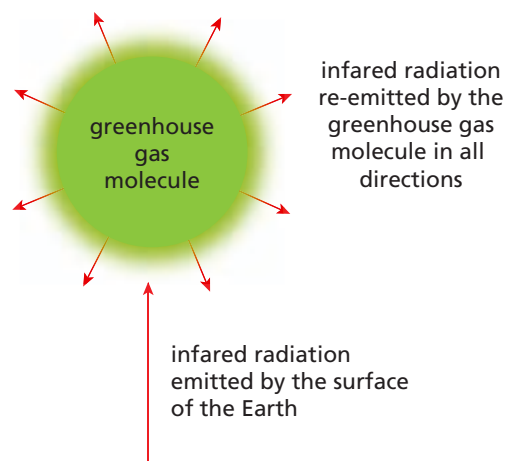 greenhouse
gas
molecule
infared radiation
re-emitted by the
greenhouse gas
molecule in all
directions
infared radiation
emitted by the surface
of the Earth